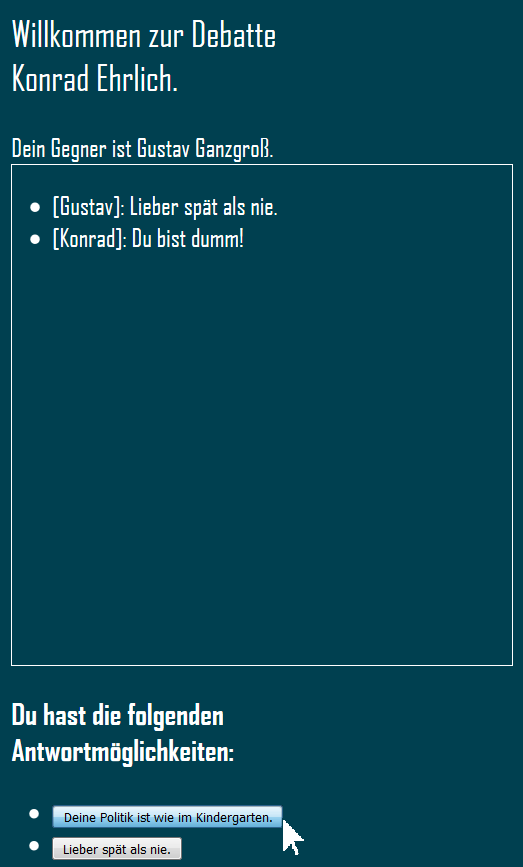 Willkommen zur Debatte
Konrad Ehrlich.
Dein Gegner ist Gustav Ganzgroß.
[Gustav]: Lieber spät als nie.
[Konrad]: Du bist dumm!
Du hast die folgenden
Antwortmöglichkeiten:
Deine Politik ist wie im Kindergarten.
Lieber spät als nie.